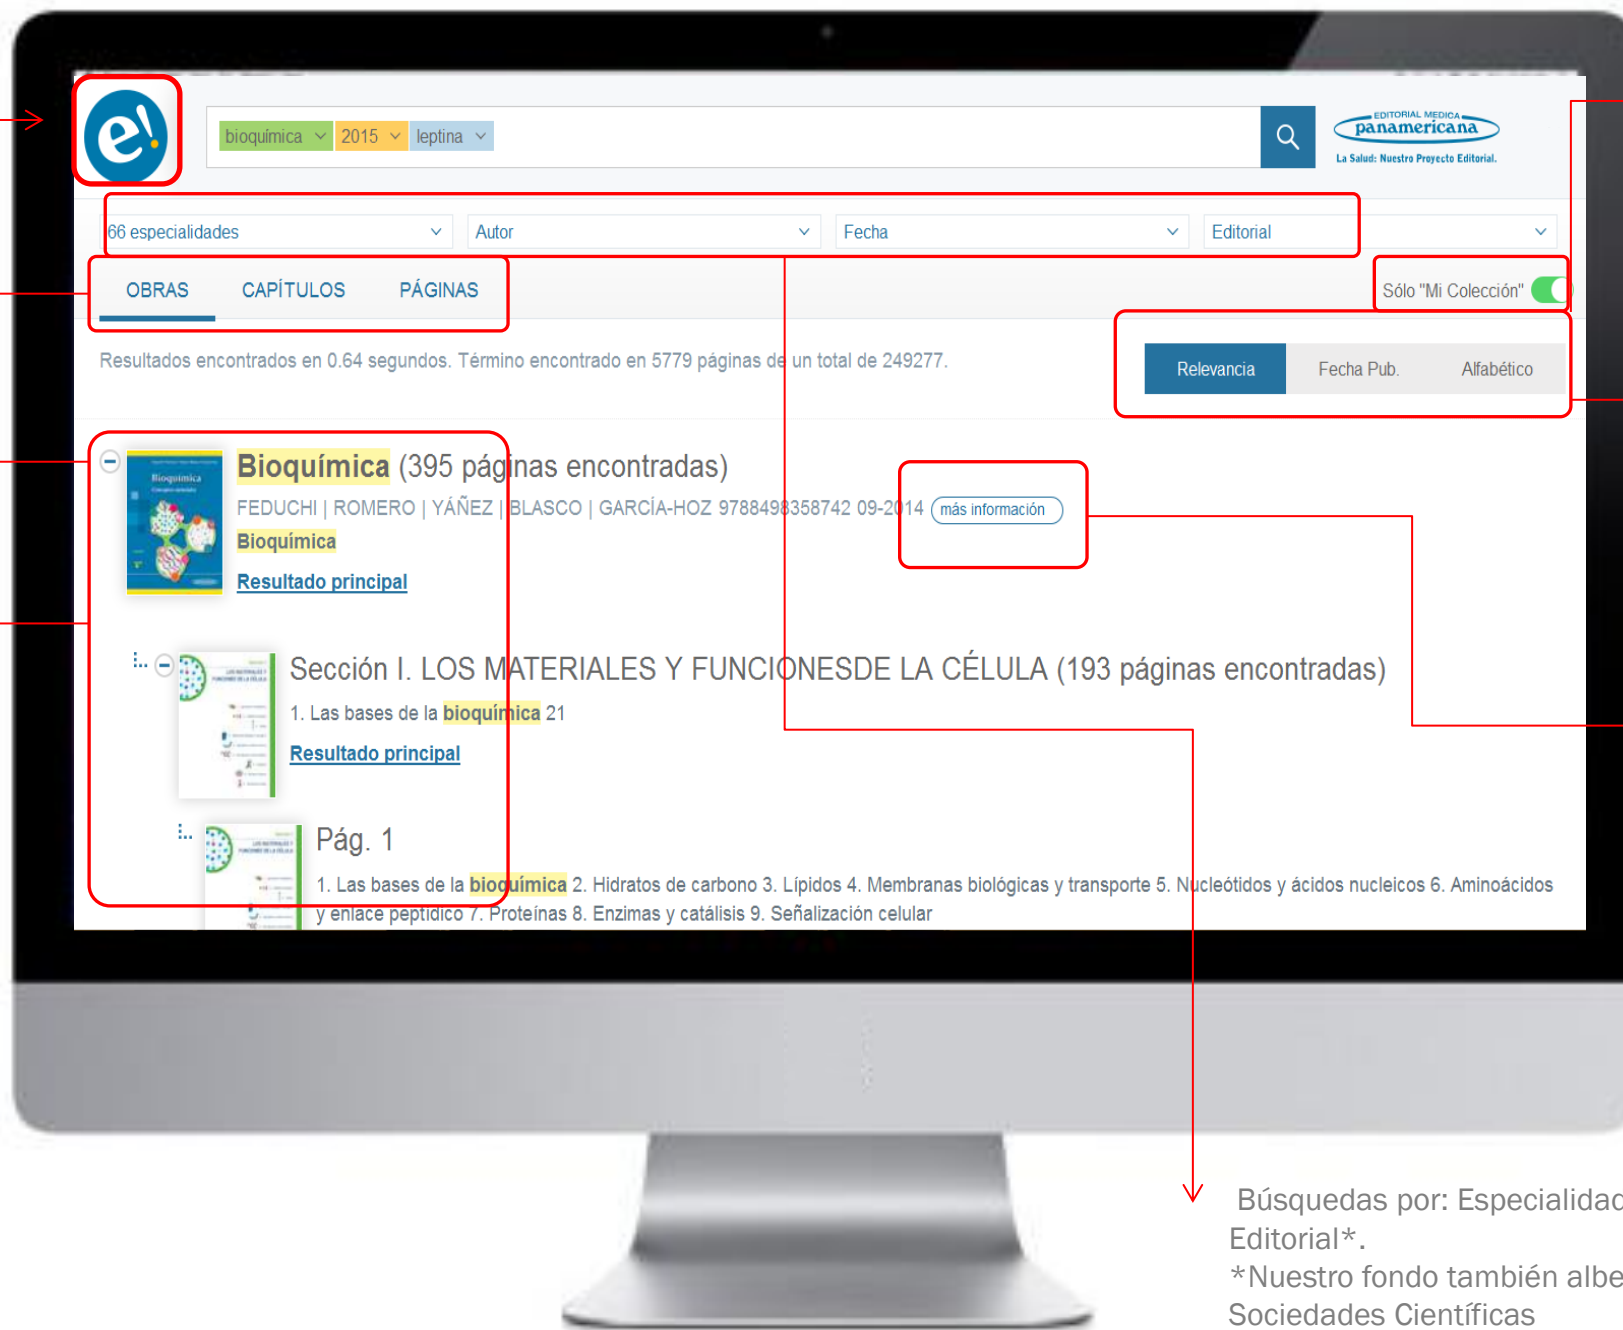 e!
bioquímica 2015 leptina
EDITORIAL MEDICA
panamericana
La Salud: Nuestro Proyecto Editorial.
66 especialidades Autor Fecha Editorial
OBRAS CAPÍTULOS PÁGINAS
Sólo "Mi Colección"
Resultados encontrados en 0.64 segundos. Término encontrado en 5779 páginas de un total de 249277.
Relevancia Fecha Pub. Alfabético
Bioquímica
Bioquímica (395 páginas encontradas)
FEDUCHI | ROMERO | YÁÑEZ | BLASCO | GARCÍA-HOZ 9788498358742 09-2014 más información
Bioquímica
Resultado principal
Sección I. LOS MATERIALES Y FUNCIONESDE LA CÉLULA (193 páginas encontradas)
1. Las bases de la bioquímica 21
Resultado principal
Pág. 1
1. Las bases de la bioquímica 2. Hidratos de carbono 3. Lípidos 4. Membranas biológicas y transporte 5. Nucleótidos y ácidos nucleicos 6. Aminoácidos
y enlace peptídico 7. Proteínas 8. Enzimas y catálisis 9. Señalización celular
Búsquedas por: Especialidad
Editorial*.
*Nuestro fondo también albe
Sociedades Científicas